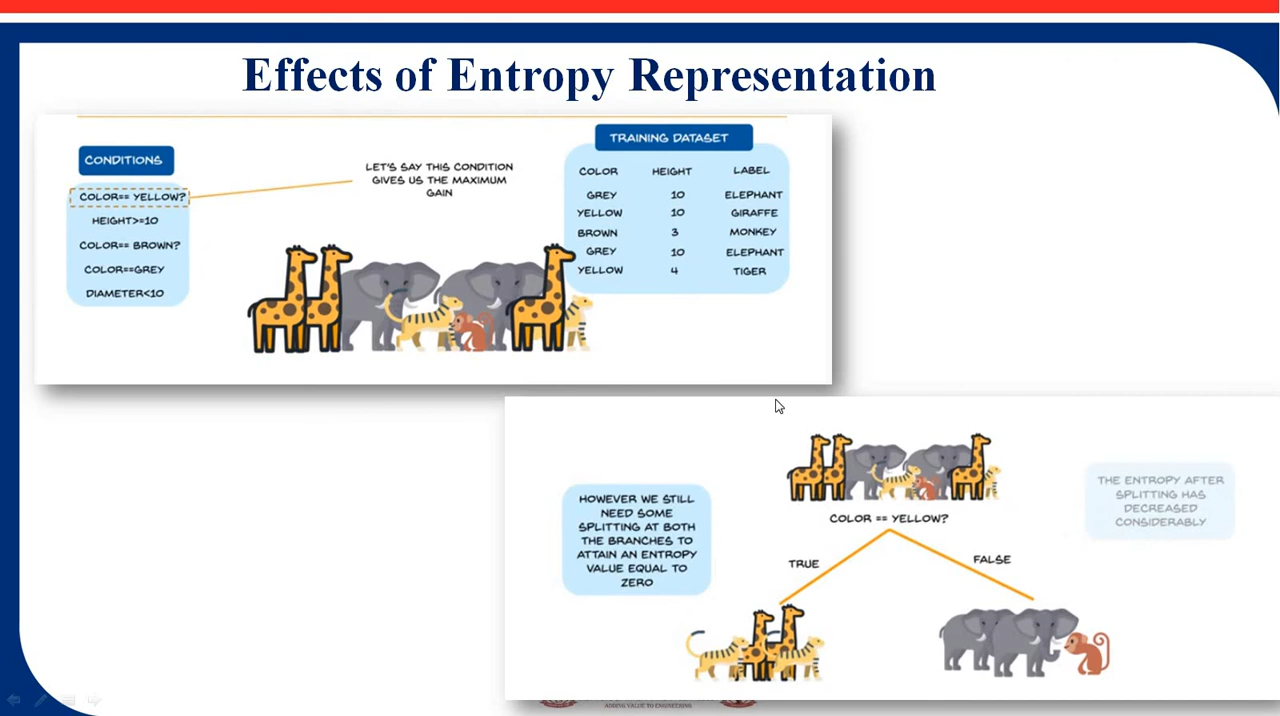 Effects of Entropy Representation
CONDITIONS
COLOR== YELLOW?
HEIGHT>=10
COLOR== BROWN?
COLOR==GREY
DIAMETER<10
LET'S SAY THIS CONDITION
GIVES US THE MAXIMUM
GAIN
TRAINING DATASET
COLOR HEIGHT LABEL
GREY 10 ELEPHANT
YELLOW 10 GIRAFFE
BROWN 3 MONKEY
GREY 10 ELEPHANT
YELLOW 4 TIGER
HOWEVER WE STILL
NEED SOME
SPLITTING AT BOTH
THE BRANCHES TO
ATTAIN AN ENTROPY
VALUE EQUAL TO
ZERO
COLOR == YELLOW?
TRUE
FALSE
THE ENTROPY AFTER
SPLITTING HAS
DECREASED
CONSIDERABLY
ADDING VALUE TO ENGINEERING